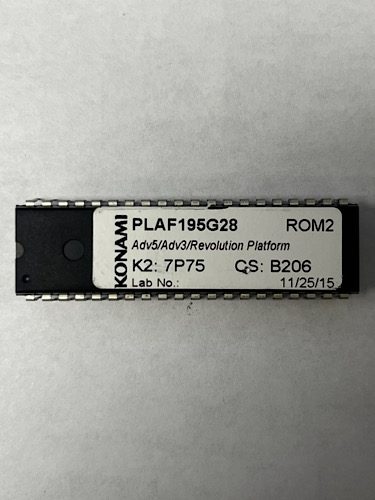 KONAMI
PLAF195G28 ROM2
Adv5/Adv3/Revolution Platform
K2: 7P75 CS: B206
Lab No.: 11/25/15